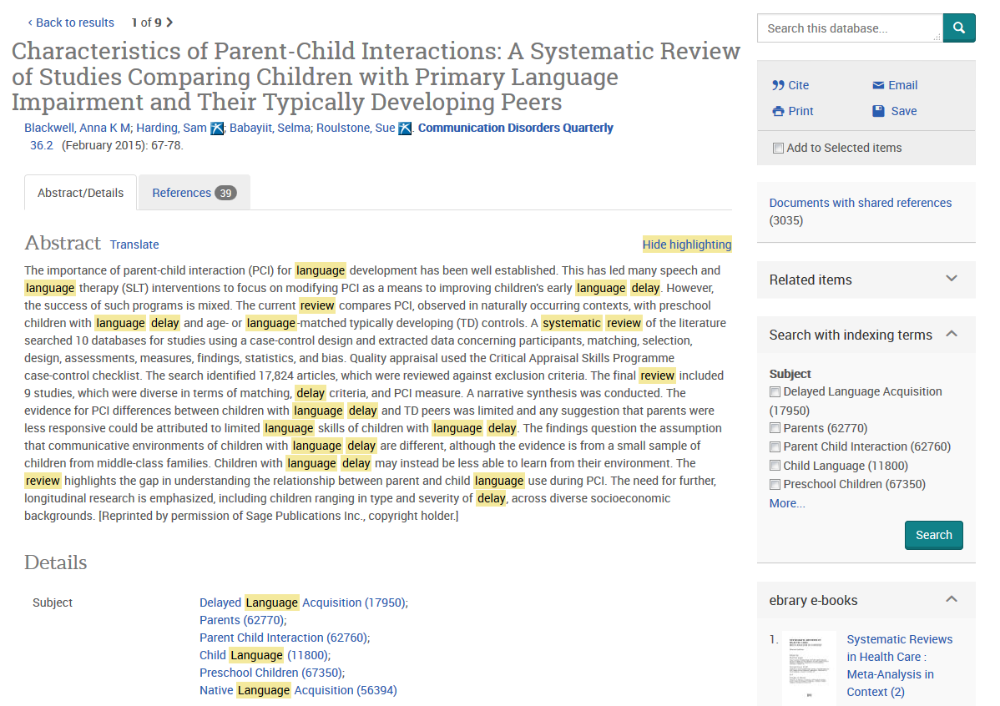 ‹ Back to results 1 of 9 >
Characteristics of Parent-Child Interactions: A Systematic Review
of Studies Comparing Children with Primary Language
Impairment and Their Typically Developing Peers
Blackwell, Anna K M; Harding, Sam ; Babayiit, Selma; Roulstone, Sue . Communication Disorders Quarterly
36.2 (February 2015): 67-78.
Abstract/Details References 39
Abstract Translate Hide highlighting
The importance of parent-child interaction (PCI) for language development has been well established. This has led many speech and
language therapy (SLT) interventions to focus on modifying PCI as a means to improving children's early language delay. However,
the success of such programs is mixed. The current review compares PCI, observed in naturally occurring contexts, with preschool
children with language delay and age- or language-matched typically developing (TD) controls. A systematic review of the literature
searched 10 databases for studies using a case-control design and extracted data concerning participants, matching, selection,
design, assessments, measures, findings, statistics, and bias. Quality appraisal used the Critical Appraisal Skills Programme
case-control checklist. The search identified 17,824 articles, which were reviewed against exclusion criteria. The final review included
9 studies, which were diverse in terms of matching, delay criteria, and PCI measure. A narrative synthesis was conducted. The
evidence for PCI differences between children with language delay and TD peers was limited and any suggestion that parents were
less responsive could be attributed to limited language skills of children with language delay. The findings question the assumption
that communicative environments of children with language delay are different, although the evidence is from a small sample of
children from middle-class families. Children with language delay may instead be less able to learn from their environment. The
review highlights the gap in understanding the relationship between parent and child language use during PCI. The need for further,
longitudinal research is emphasized, including children ranging in type and severity of delay, across diverse socioeconomic
backgrounds. [Reprinted by permission of Sage Publications Inc., copyright holder.]
Details
Subject Delayed Language Acquisition (17950);
Parents (62770);
Parent Child Interaction (62760);
Child Language (11800);
Preschool Children (67350);
Native Language Acquisition (56394)
Search this database...
Cite Email
Print Save
Add to Selected items
Documents with shared references
(3035)
Related items
Search with indexing terms
Subject
Delayed Language Acquisition
(17950)
Parents (62770)
Parent Child Interaction (62760)
Child Language (11800)
Preschool Children (67350)
More...
Search
ebrary e-books
1. Systematic Reviews
in Health Care :
Meta-Analysis in
Context (2)